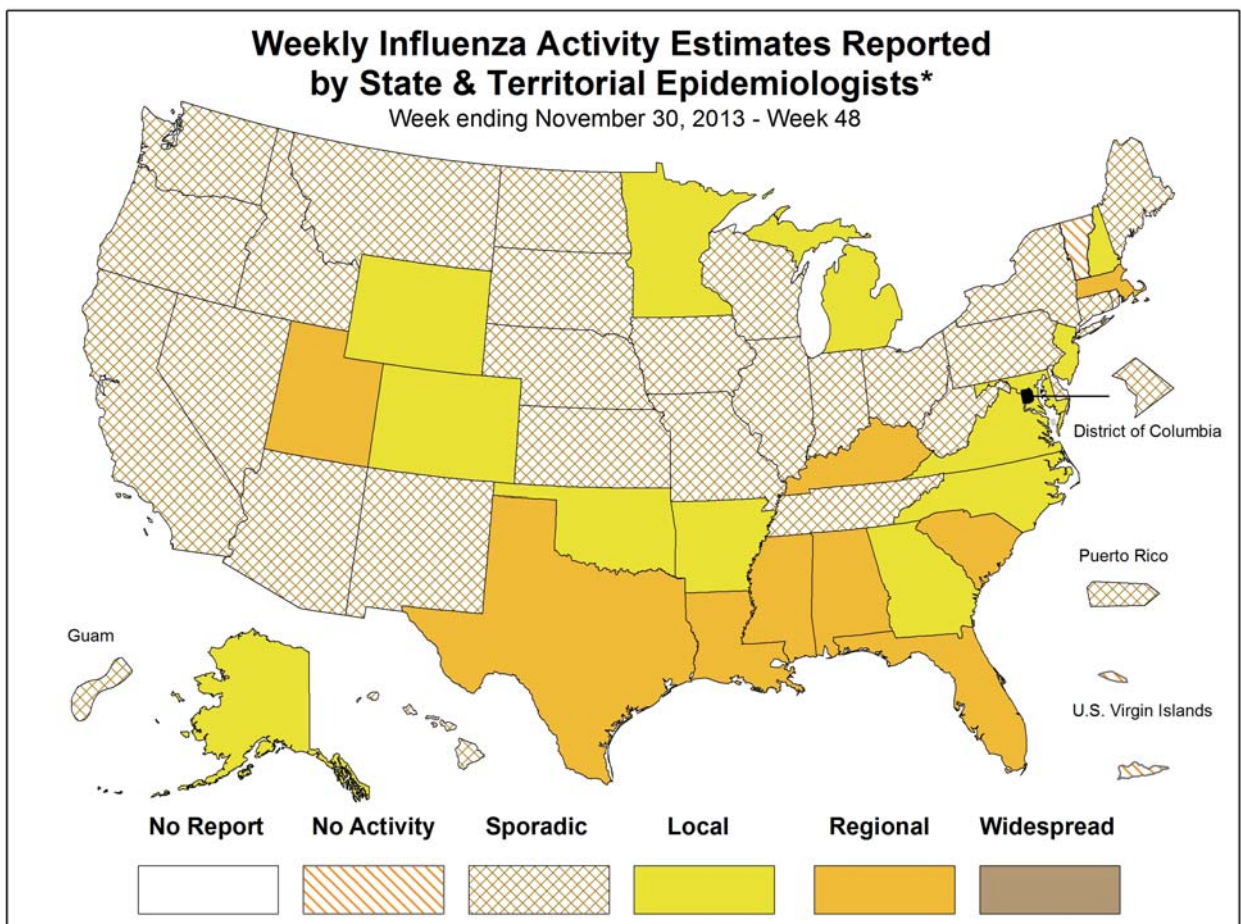 Weekly Influenza Activity Estimates Reported
by State & Territorial Epidemiologists*
Week ending November 30, 2013 - Week 48
District of Columbia
Puerto Rico
Guam
U.S. Virgin Islands
No Report
No Activity
Sporadic
Local
Regional
Widespread